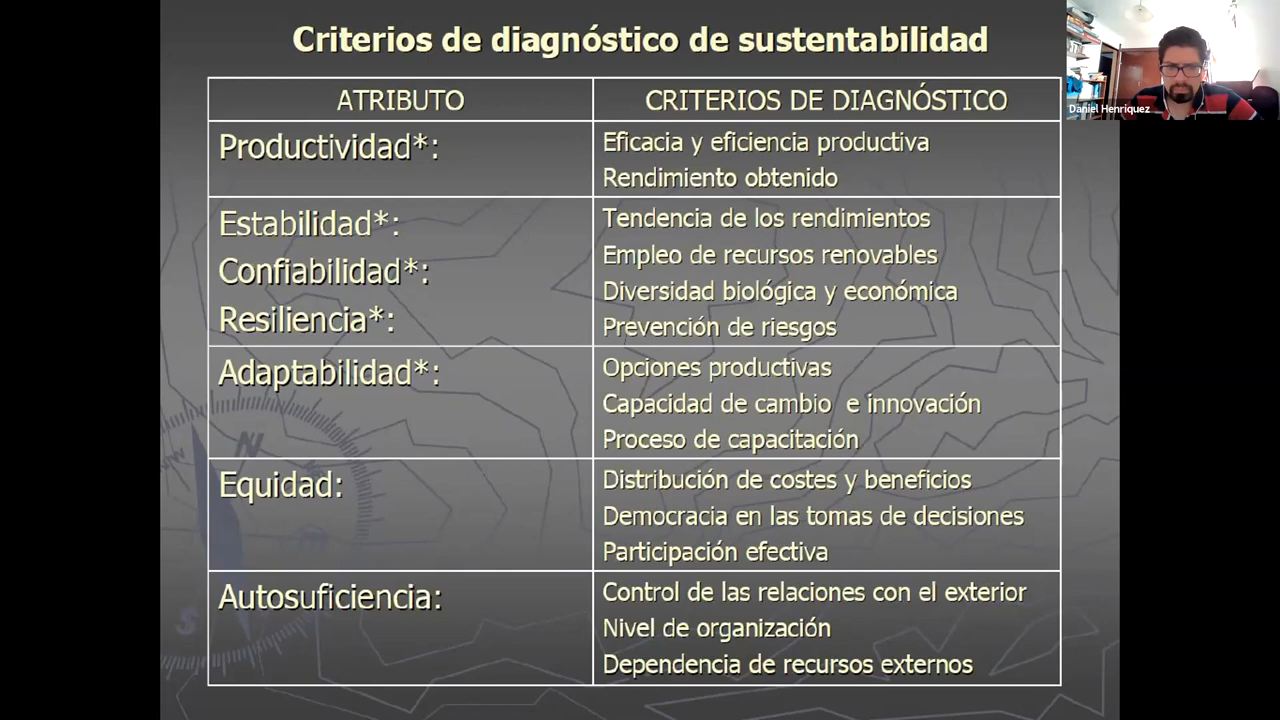 Criterios de diagnóstico de sustentabilidad
ATRIBUTO
CRITERIOS DE DIAGNÓSTICO
Productividad*:
Eficacia y eficiencia productiva
Rendimiento obtenido
Estabilidad*:
Confiabilidad*:
Resiliencia*:
Tendencia de los rendimientos
Empleo de recursos renovables
Diversidad biológica y económica
Prevención de riesgos
Adaptabilidad*:
Opciones productivas
Capacidad de cambio e innovación
Proceso de capacitación
Equidad:
Distribución de costes y beneficios
Democracia en las tomas de decisiones
Participación efectiva
Autosuficiencia:
Control de las relaciones con el exterior
Nivel de organización
Dependencia de recursos externos
Daniel Henríquez
N
S